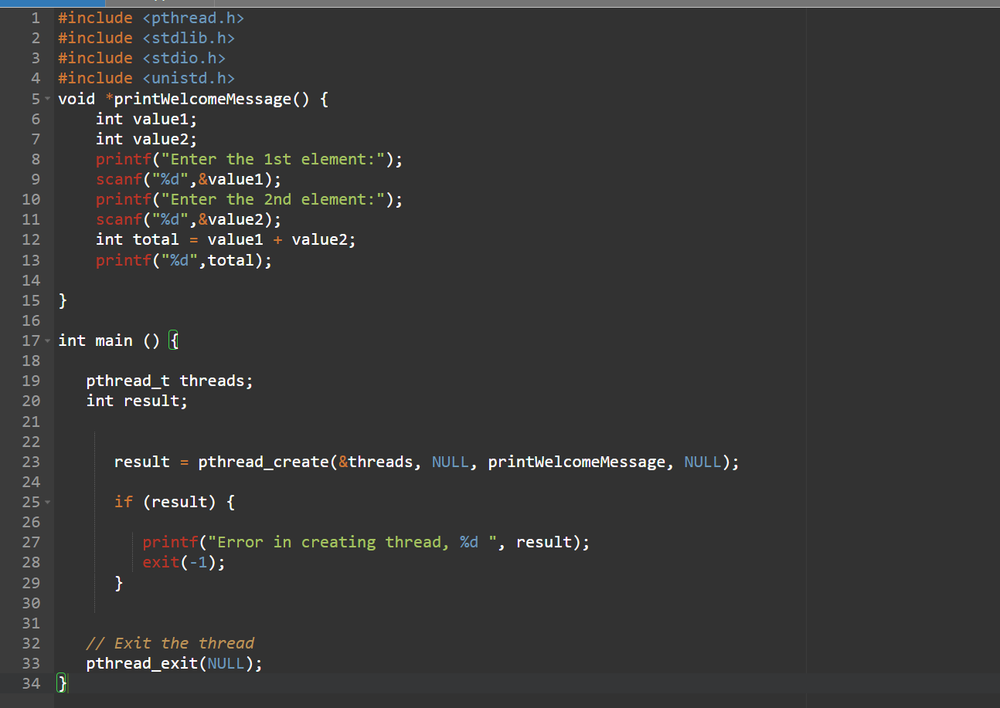 1 #include <pthread.h>
2 #include <stdlib.h>
3 #include <stdio.h>
4 #include <unistd.h>
5 void *printWelcomeMessage() {
6     int value1;
7     int value2;
8     printf("Enter the 1st element:");
9     scanf("%d",&value1);
10     printf("Enter the 2nd element:");
11     scanf("%d",&value2);
12     int total = value1 + value2;
13     printf("%d",total);
14
15 }
16
17 int main () {
18
19    pthread_t threads;
20    int result;
21
22
23       result = pthread_create(&threads, NULL, printWelcomeMessage, NULL);
24
25       if (result) {
26
27          printf("Error in creating thread, %d ", result);
28          exit(-1);
29       }
30
31
32    // Exit the thread
33    pthread_exit(NULL);
34 }